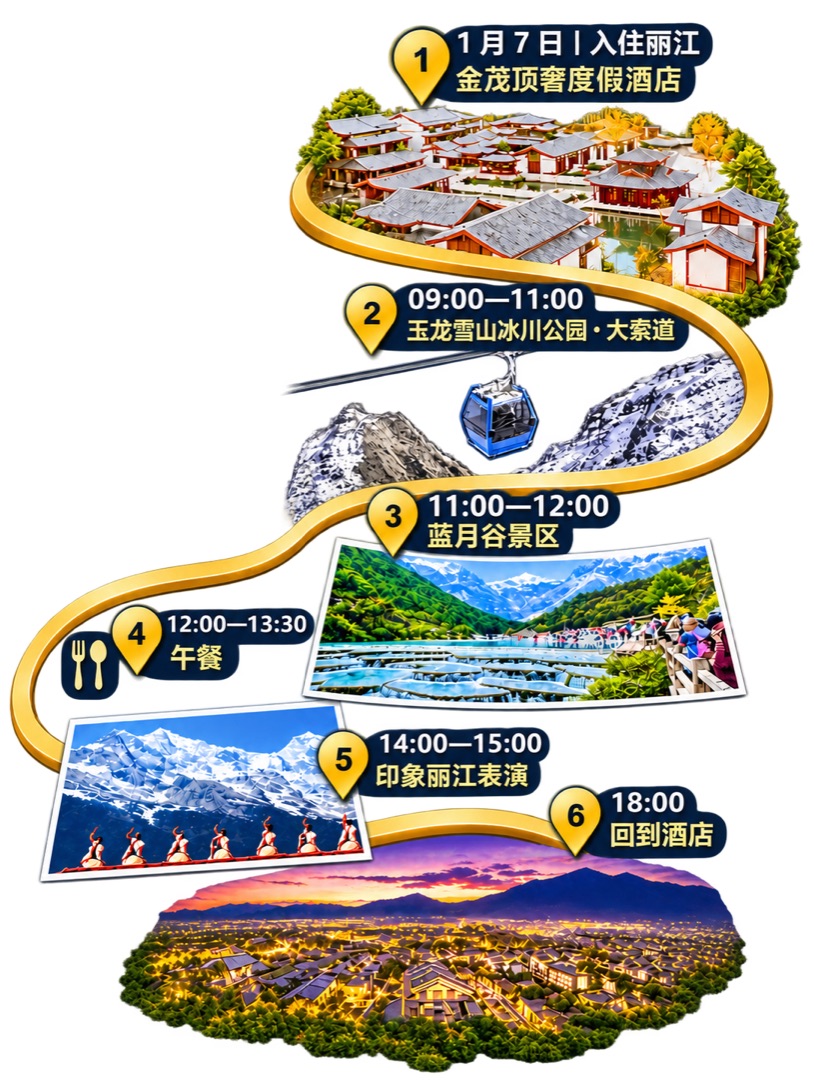 1
1月7日丨入住丽江
金茂顶奢度假酒店
2
09:00—11:00
玉龙雪山冰川公园·大索道
3
11:00—12:00
蓝月谷景区
4
12:00—13:30
午餐
5
14:00—15:00
印象丽江表演
6
18:00
回到酒店